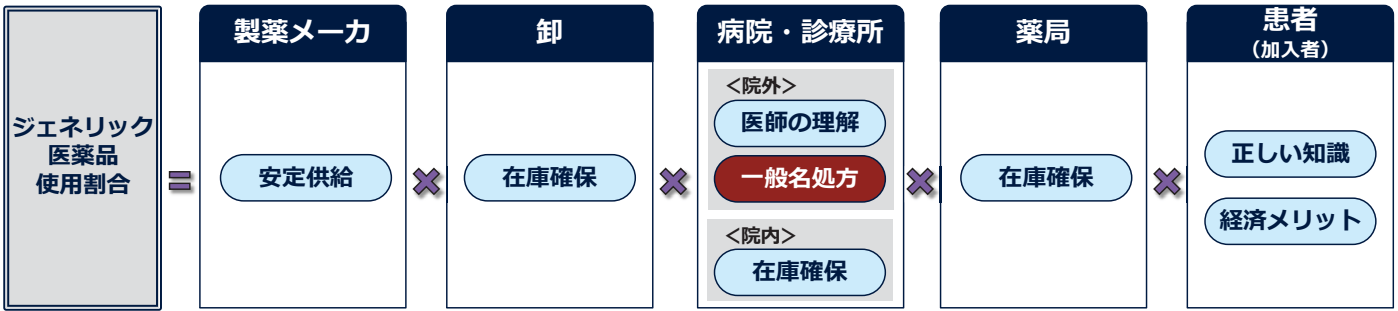 ジェネリック
医薬品
使用割合
=
製薬メーカ
安定供給
×
卸
在庫確保
×
病院・診療所
＜院外＞
医師の理解
一般名処方
＜院内＞
在庫確保
×
薬局
在庫確保
×
患者
（加入者）
正しい知識
経済メリット